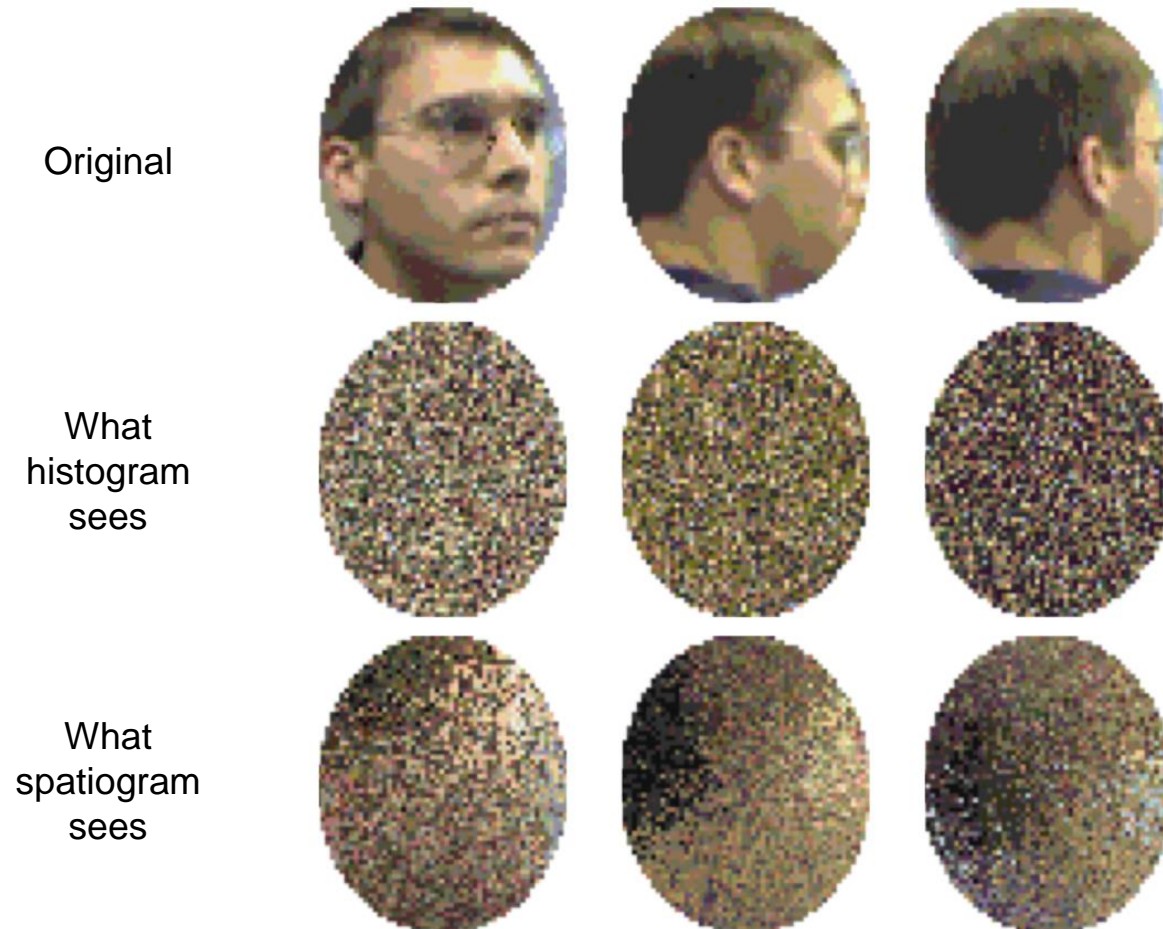 Original
What
histogram
sees
What
spatiogram
sees